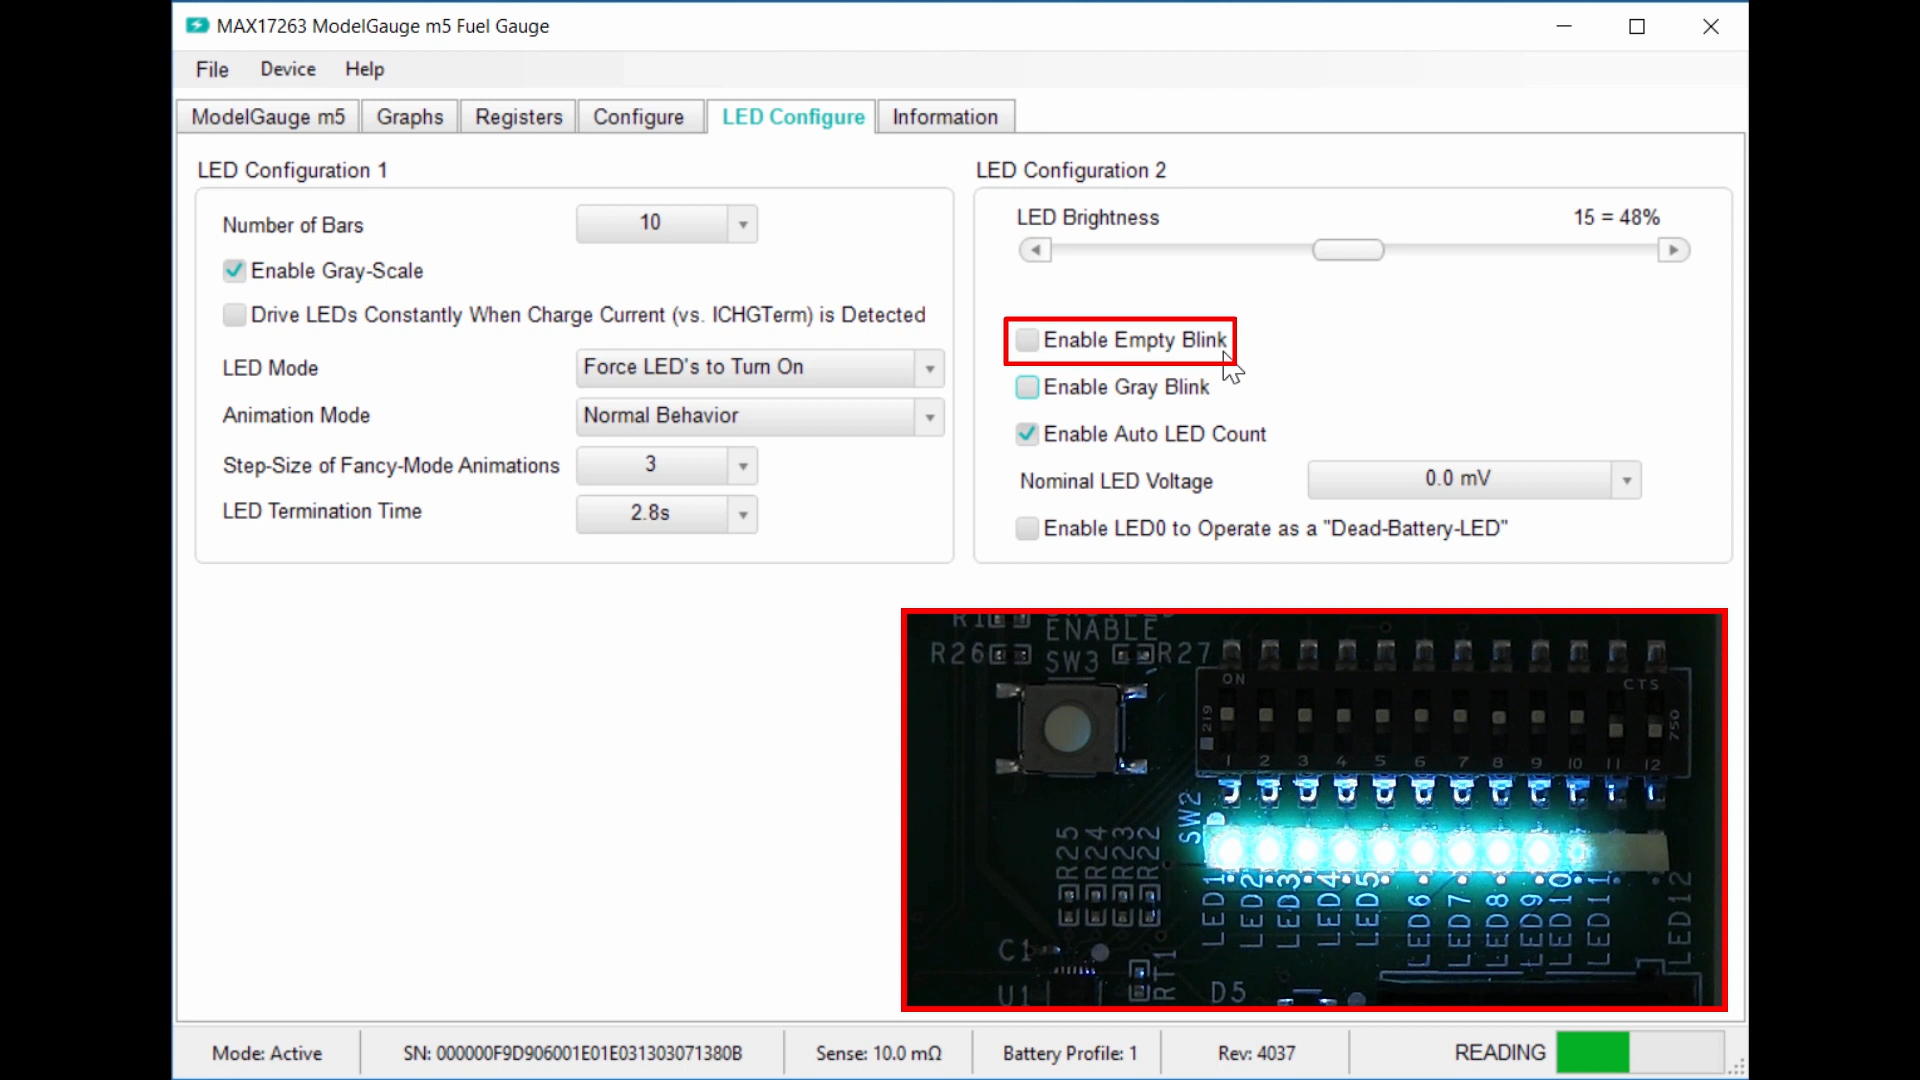 MAX17263 ModelGauge m5 Fuel Gauge
File Device Help
ModelGauge m5 Graphs Registers Configure LED Configure Information
LED Configuration 1
Number of Bars 10
Enable Gray-Scale
Drive LEDs Constantly When Charge Current (vs. ICHGTerm) is Detected
LED Mode Force LED's to Turn On
Animation Mode Normal Behavior
Step-Size of Fancy-Mode Animations 3
LED Termination Time 2.8s
LED Configuration 2
LED Brightness 15 = 48%
Enable Empty Blink
Enable Gray Blink
Enable Auto LED Count
Nominal LED Voltage 0.0 mV
Enable LED0 to Operate as a "Dead-Battery-LED"
ENABLE
R26 SW3 R27
ON CTS
219 750
1 2 3 4 5 6 7 8 9 10 11 12
SW2
R25 R24 R23 R22
LED1 LED2 LED3 LED4 LED5 LED6 LED7 LED8 LED9 LED10 LED11 LED12
C1
U1 RT1 D5
Mode: Active SN: 000000F9D906001E01E031303071380B Sense: 10.0 mΩ Battery Profile: 1 Rev: 4037 READING